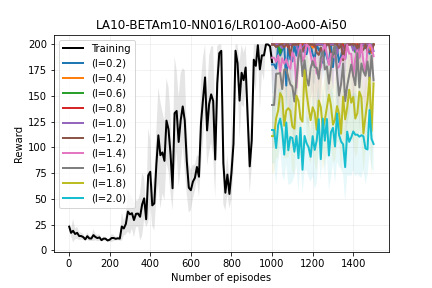 LA10-BETAm10-NN016/LR0100-Ao00-Ai50
Reward
200
175
150
125
100
75
50
25
0
Training
(l=0.2)
(l=0.4)
(l=0.6)
(l=0.8)
(l=1.0)
(l=1.2)
(l=1.4)
(l=1.6)
(l=1.8)
(l=2.0)
0 200 400 600 800 1000 1200 1400
Number of episodes